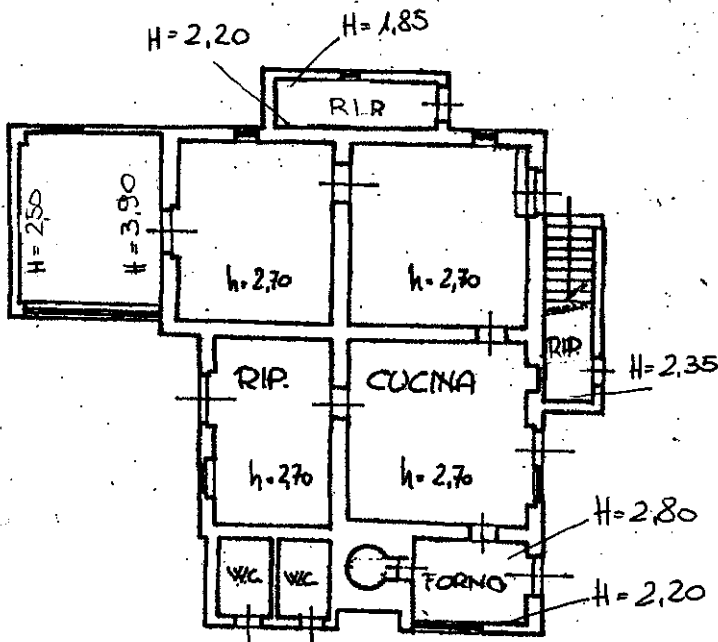 H=2,20
H=1,85
RIP
H=2,50
H=3,90
h=2,70
h=2,70
RIP.
H=2,35
RIP.
CUCINA
h=2,70
h=2,70
H=2,80
W.C.
W.C.
FORNO
H=2,20